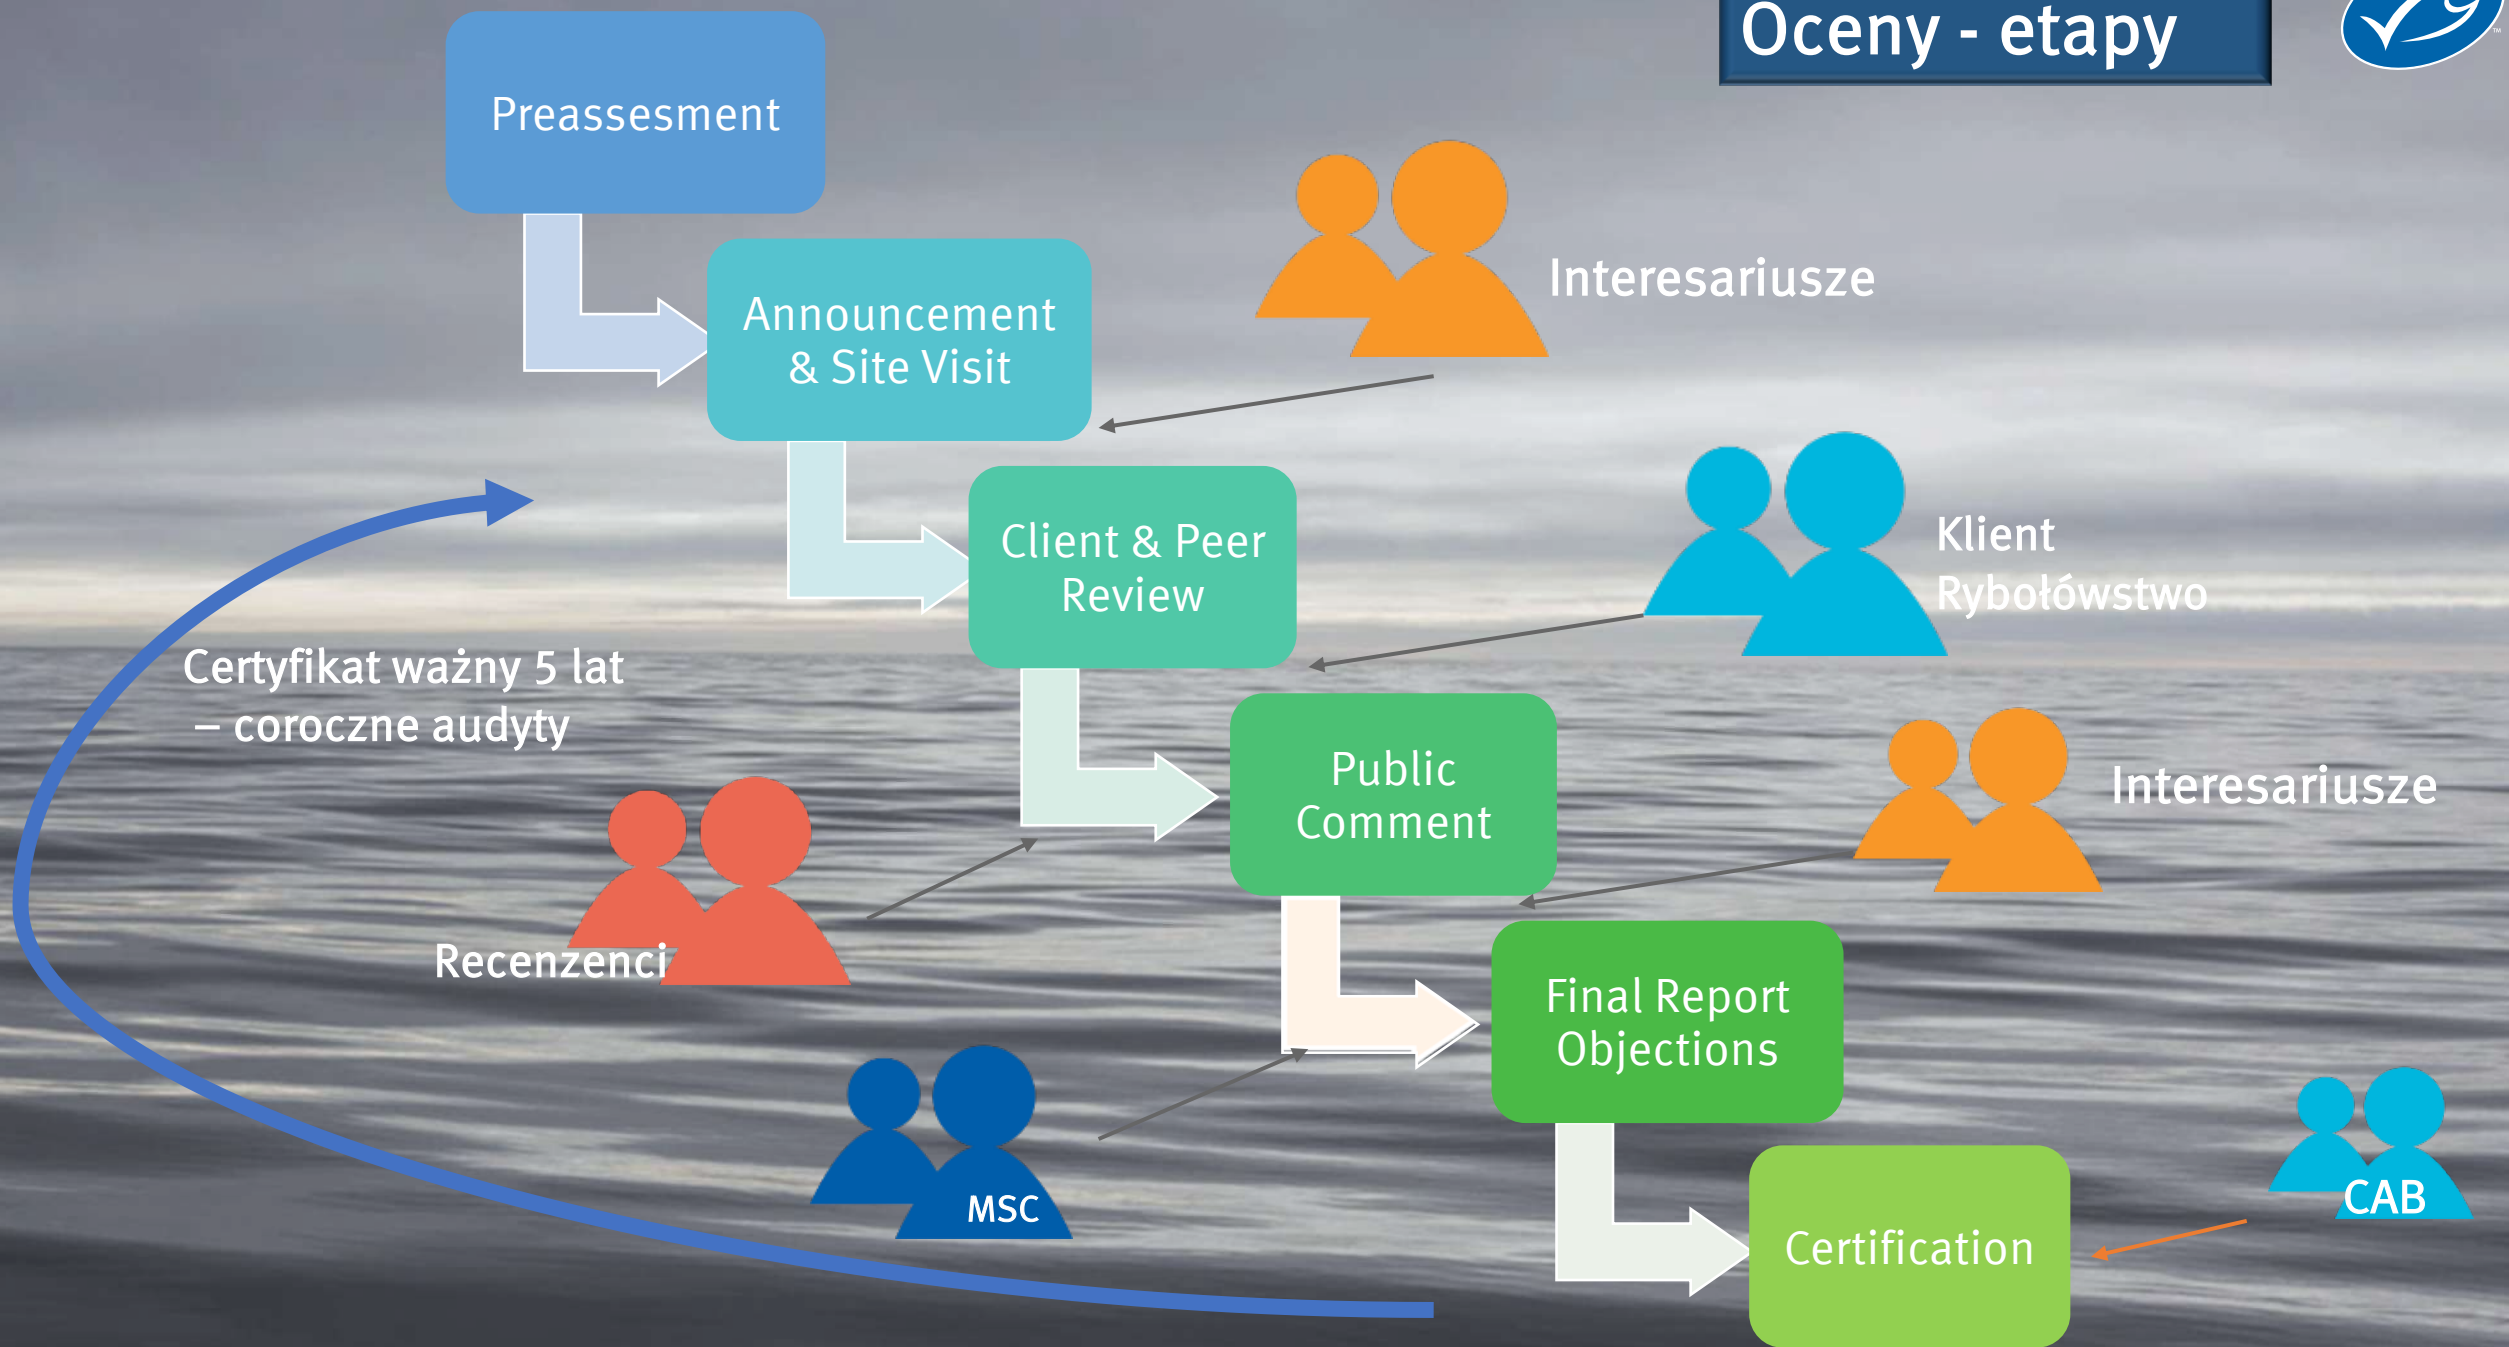 Oceny - etapy
Preassesment
Announcement
& Site Visit
Interesariusze
Client & Peer
Review
Klient
Rybołówstwo
Certyfikat ważny 5 lat
– coroczne audyty
Public
Comment
Interesariusze
Recenzenci
Final Report
Objections
MSC
Certification
CAB
TM